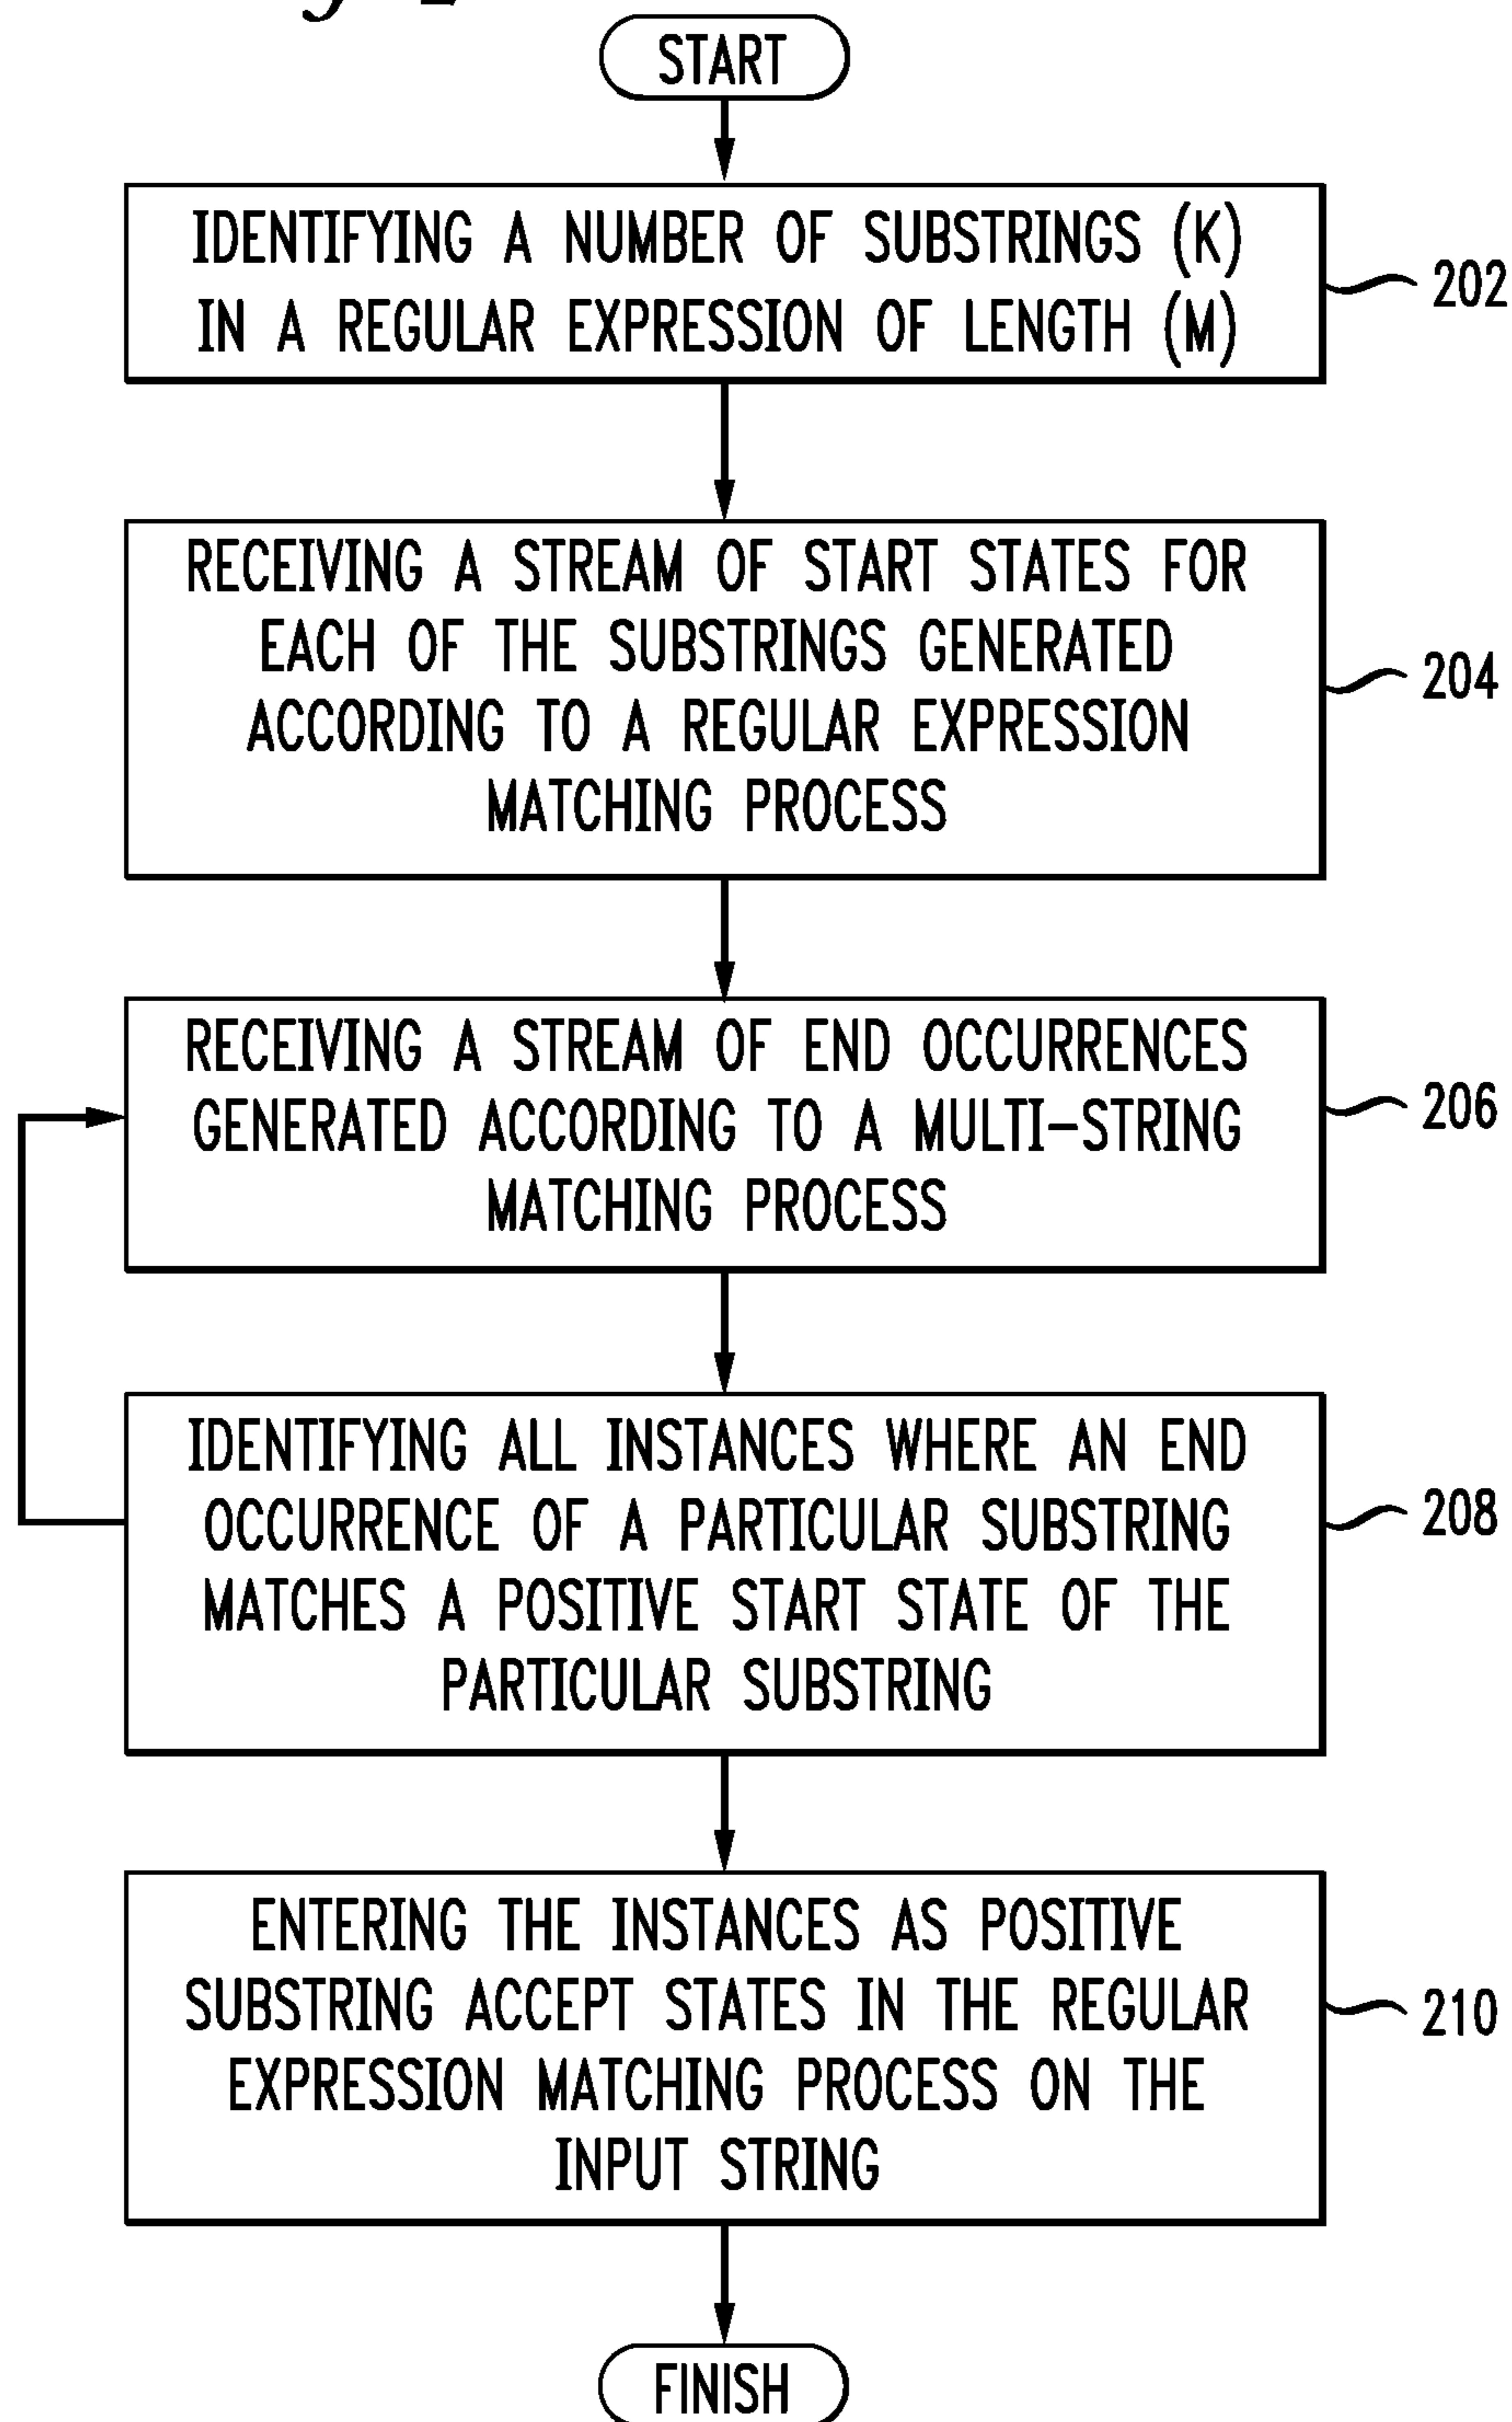 START
IDENTIFYING A NUMBER OF SUBSTRINGS (K)
IN A REGULAR EXPRESSION OF LENGTH (M)
202
RECEIVING A STREAM OF START STATES FOR
EACH OF THE SUBSTRINGS GENERATED
ACCORDING TO A REGULAR EXPRESSION
MATCHING PROCESS
204
RECEIVING A STREAM OF END OCCURRENCES
GENERATED ACCORDING TO A MULTI-STRING
MATCHING PROCESS
206
IDENTIFYING ALL INSTANCES WHERE AN END
OCCURRENCE OF A PARTICULAR SUBSTRING
MATCHES A POSITIVE START STATE OF THE
PARTICULAR SUBSTRING
208
ENTERING THE INSTANCES AS POSITIVE
SUBSTRING ACCEPT STATES IN THE REGULAR
EXPRESSION MATCHING PROCESS ON THE
INPUT STRING
210
FINISH